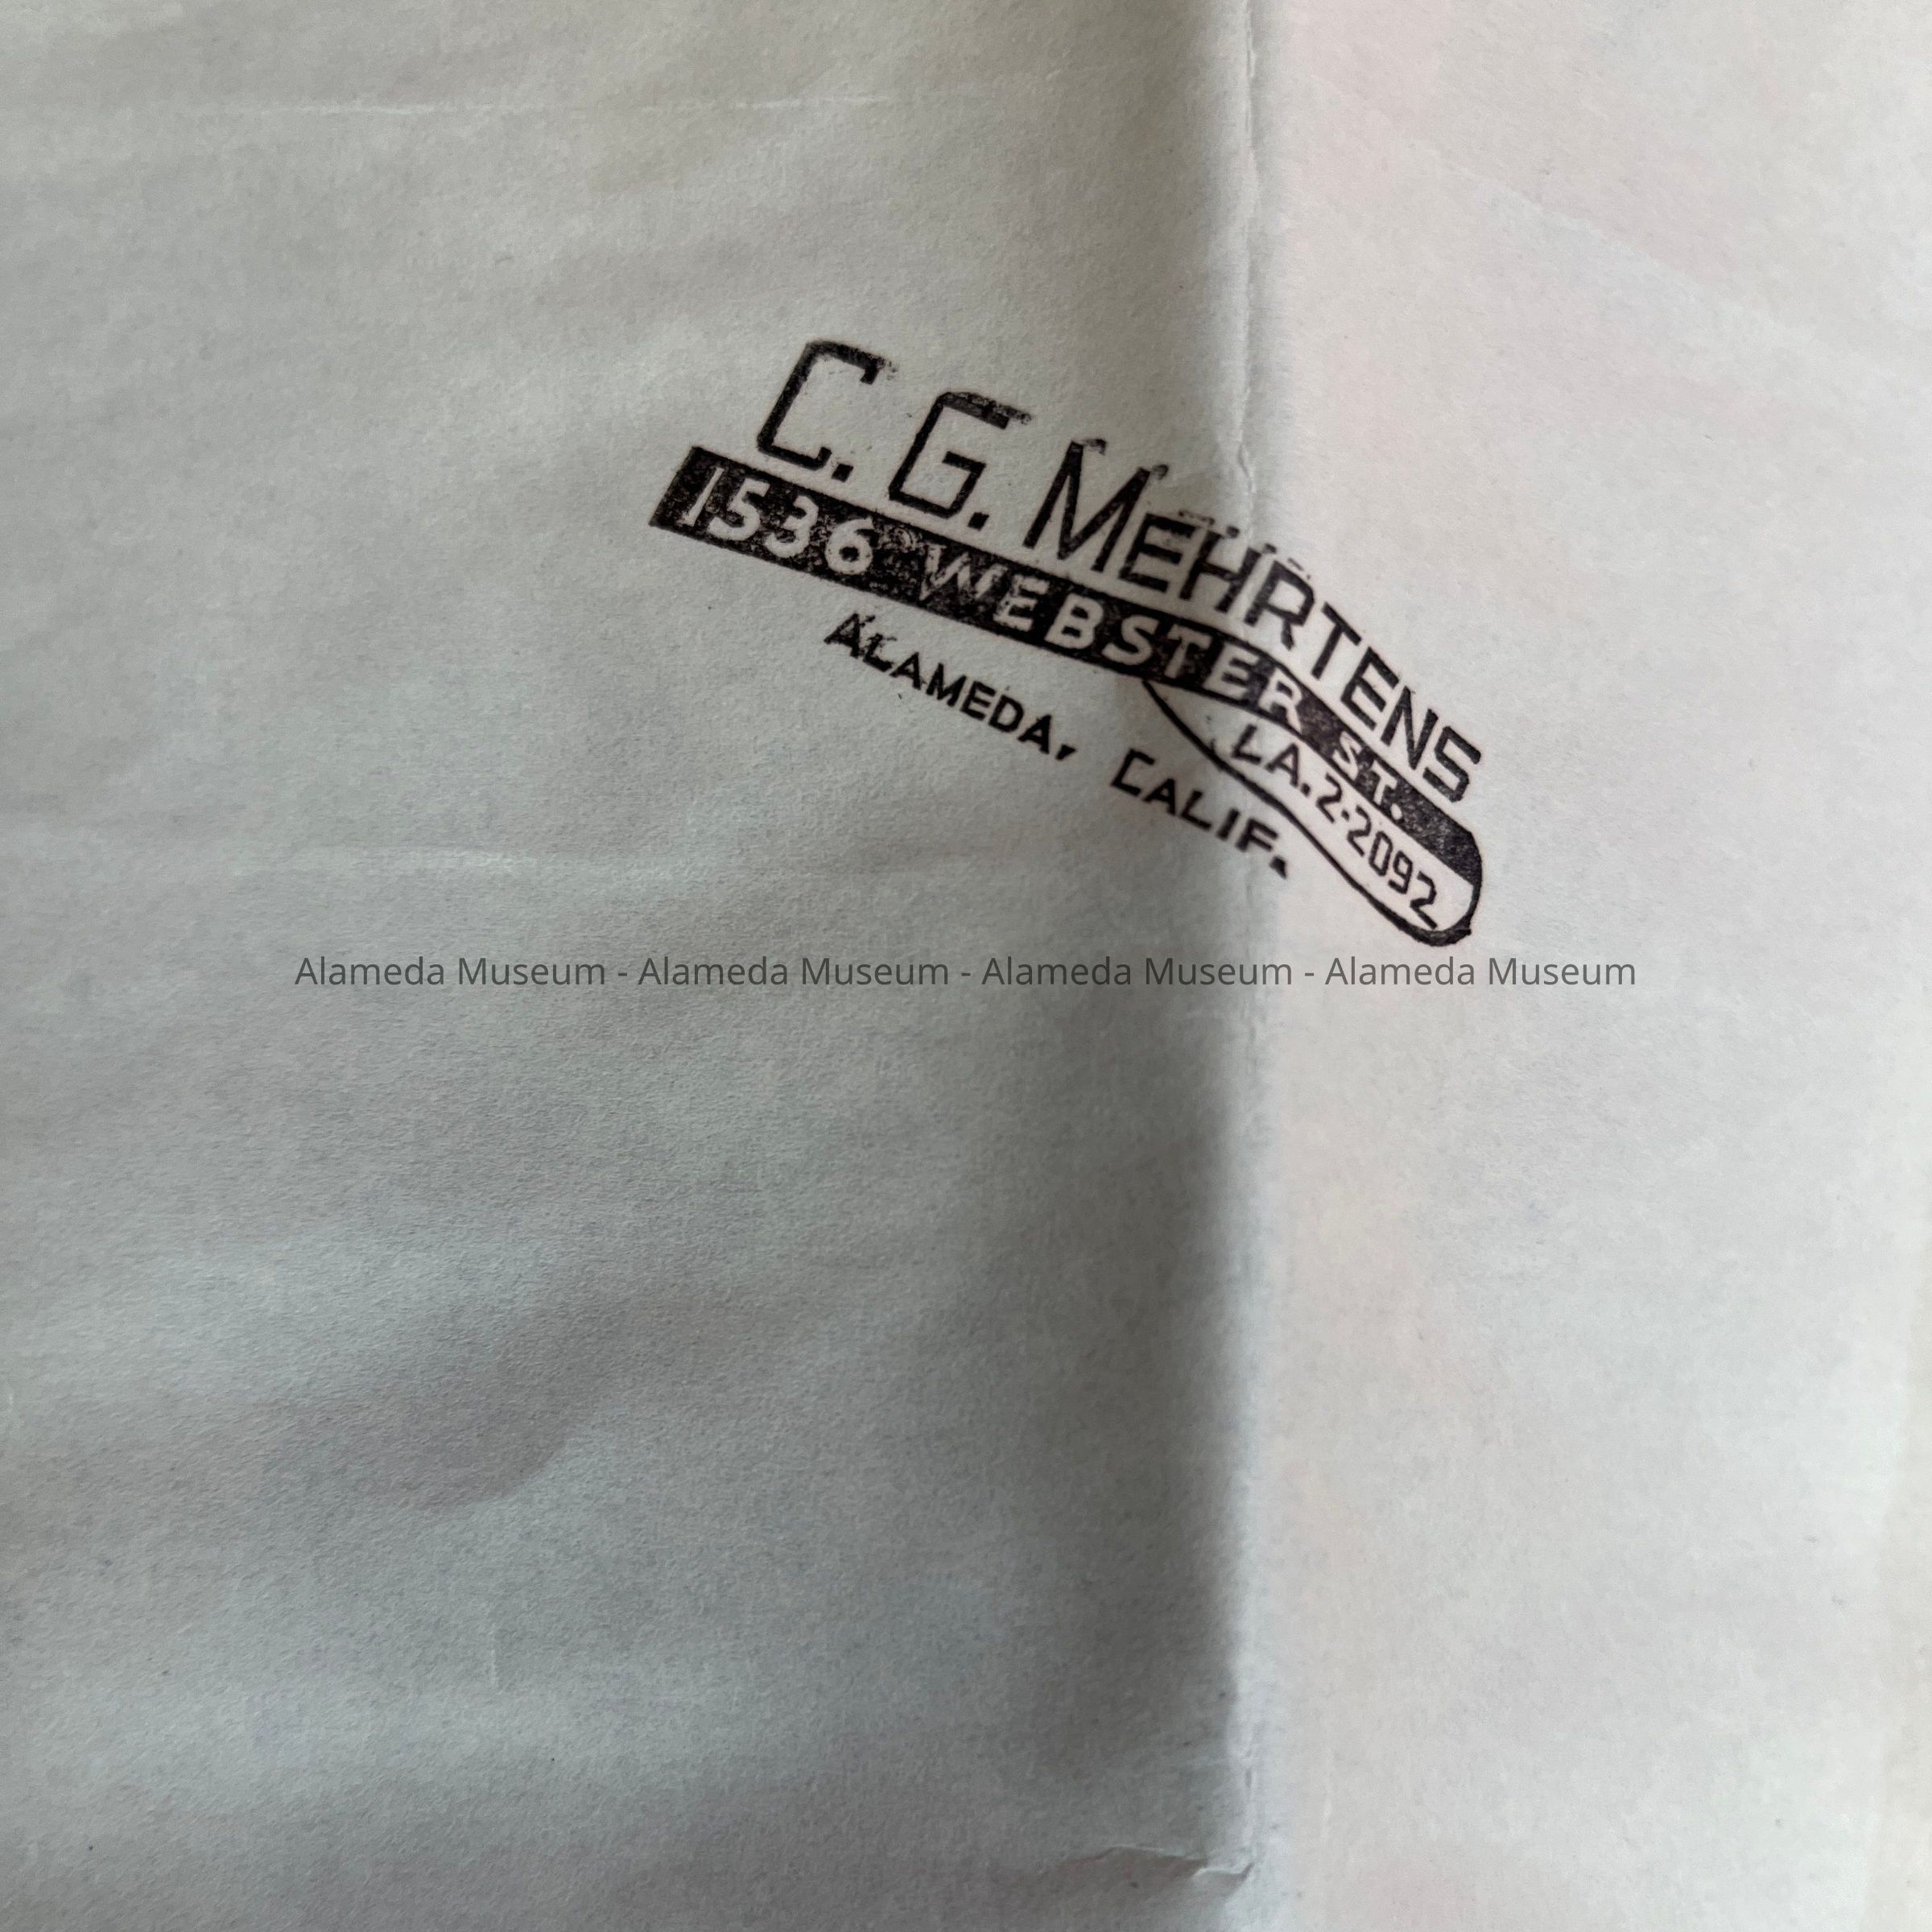 C. G. MEHRTENS
1536 WEBSTER ST.
LA. 2-2092
ALAMEDA, CALIF.
Alameda Museum - Alameda Museum - Alameda Museum - Alameda Museum